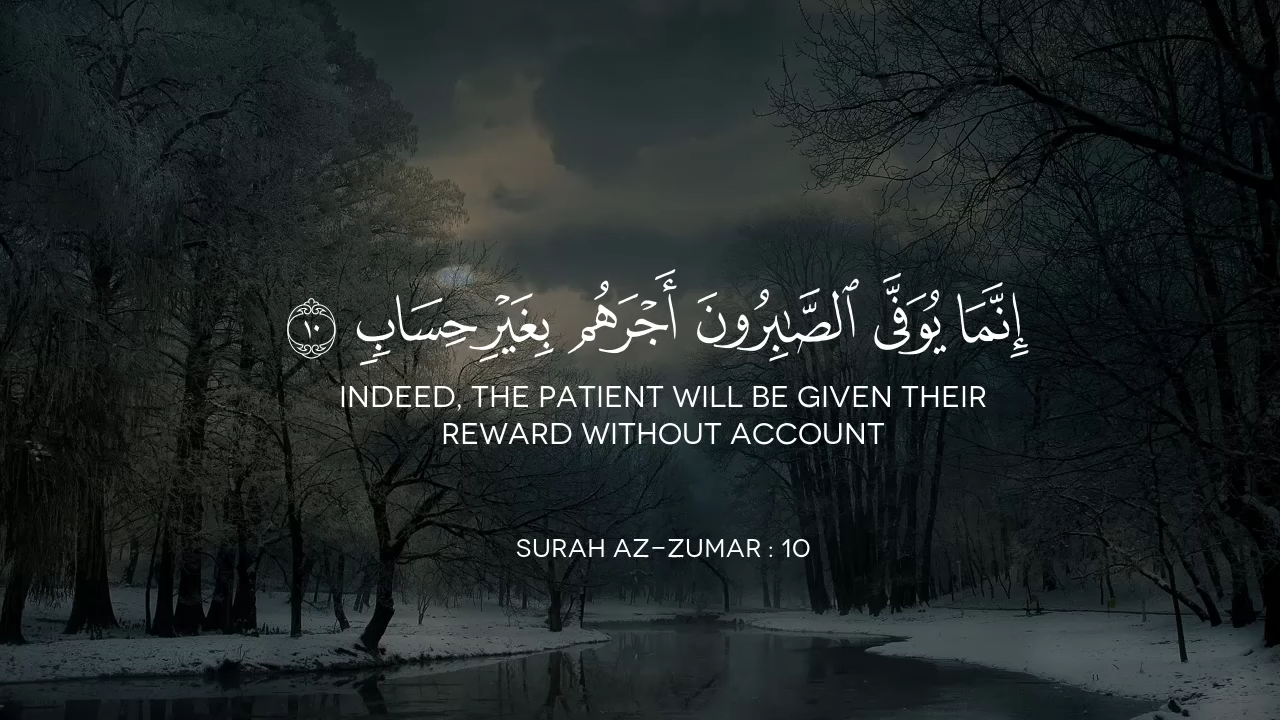 إِنَّمَا يُوَفَّى ٱلصَّـٰبِرُونَ أَجْرَهُم بِغَيْرِ حِسَابٍ ١٠
INDEED, THE PATIENT WILL BE GIVEN THEIR
REWARD WITHOUT ACCOUNT
SURAH AZ-ZUMAR : 10